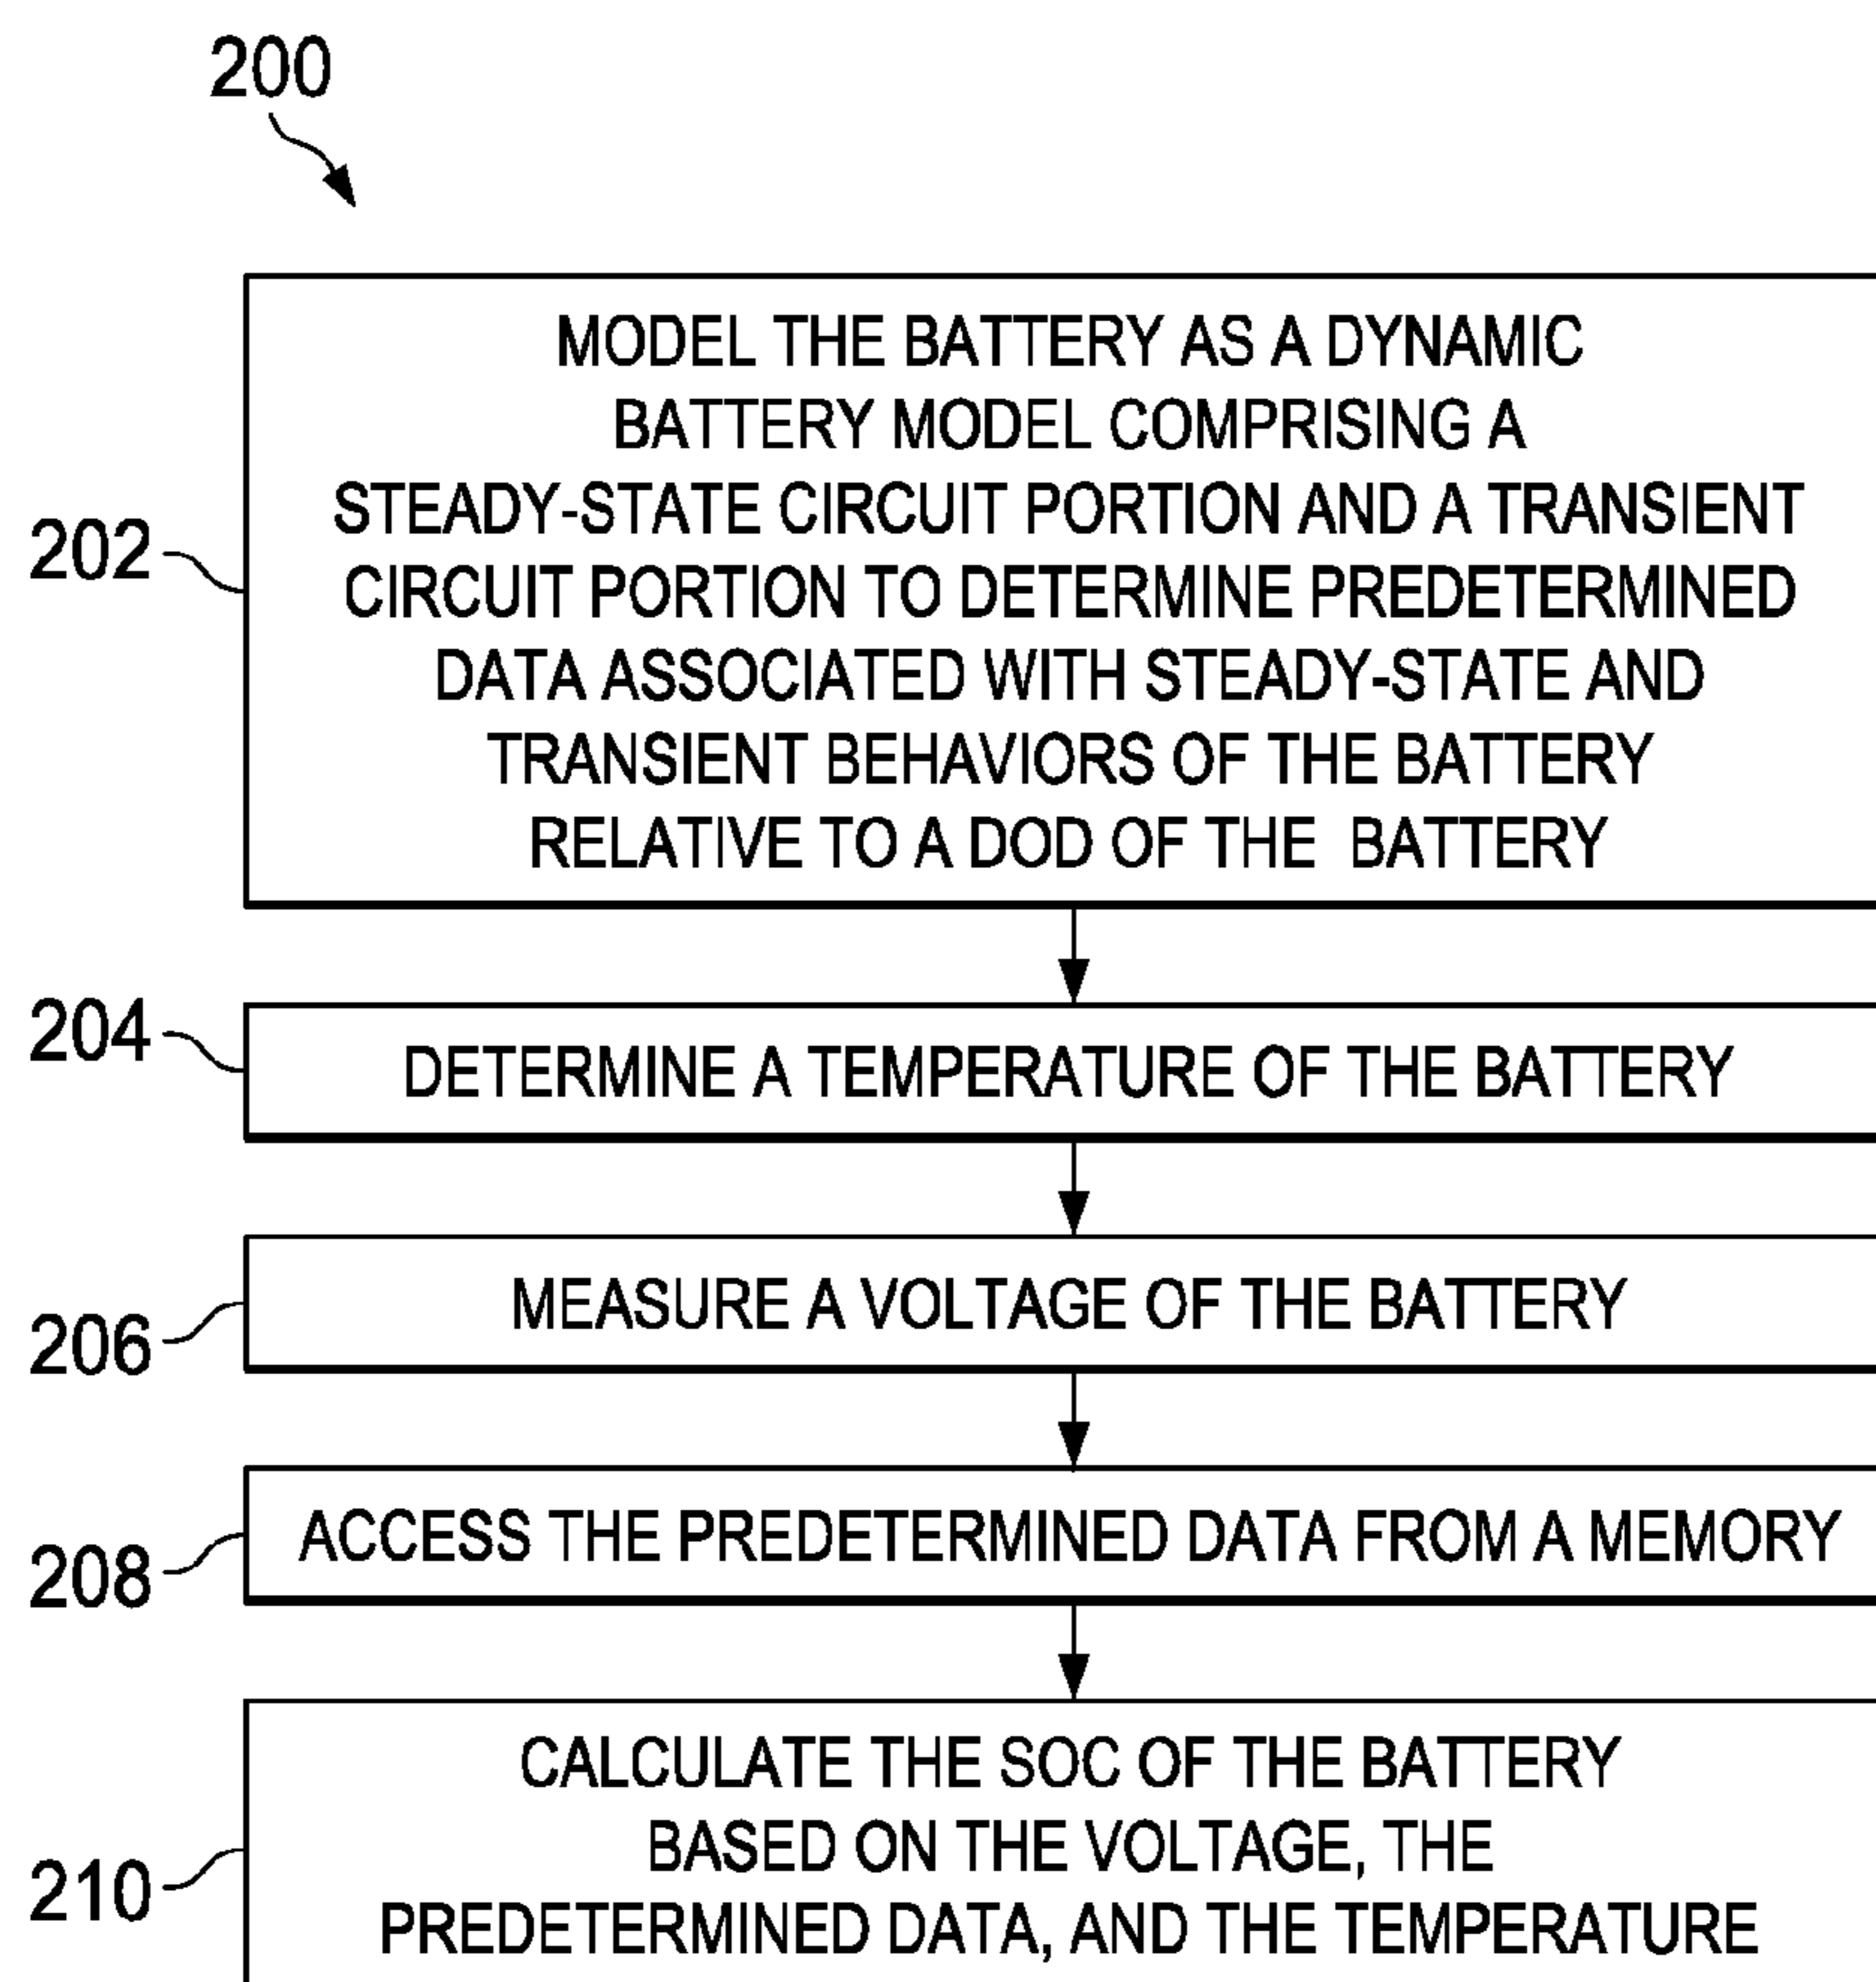 200
202
MODEL THE BATTERY AS A DYNAMIC
BATTERY MODEL COMPRISING A
STEADY-STATE CIRCUIT PORTION AND A TRANSIENT
CIRCUIT PORTION TO DETERMINE PREDETERMINED
DATA ASSOCIATED WITH STEADY-STATE AND
TRANSIENT BEHAVIORS OF THE BATTERY
RELATIVE TO A DOD OF THE BATTERY
204
DETERMINE A TEMPERATURE OF THE BATTERY
206
MEASURE A VOLTAGE OF THE BATTERY
208
ACCESS THE PREDETERMINED DATA FROM A MEMORY
210
CALCULATE THE SOC OF THE BATTERY
BASED ON THE VOLTAGE, THE
PREDETERMINED DATA, AND THE TEMPERATURE